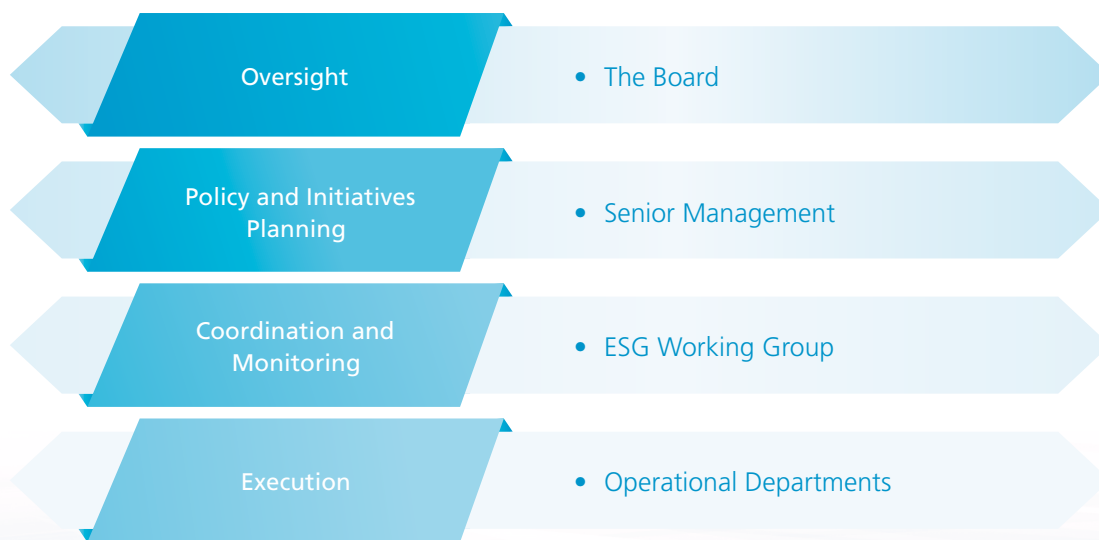 Oversight
• The Board
Policy and Initiatives
Planning
• Senior Management
Coordination and
Monitoring
• ESG Working Group
Execution
• Operational Departments